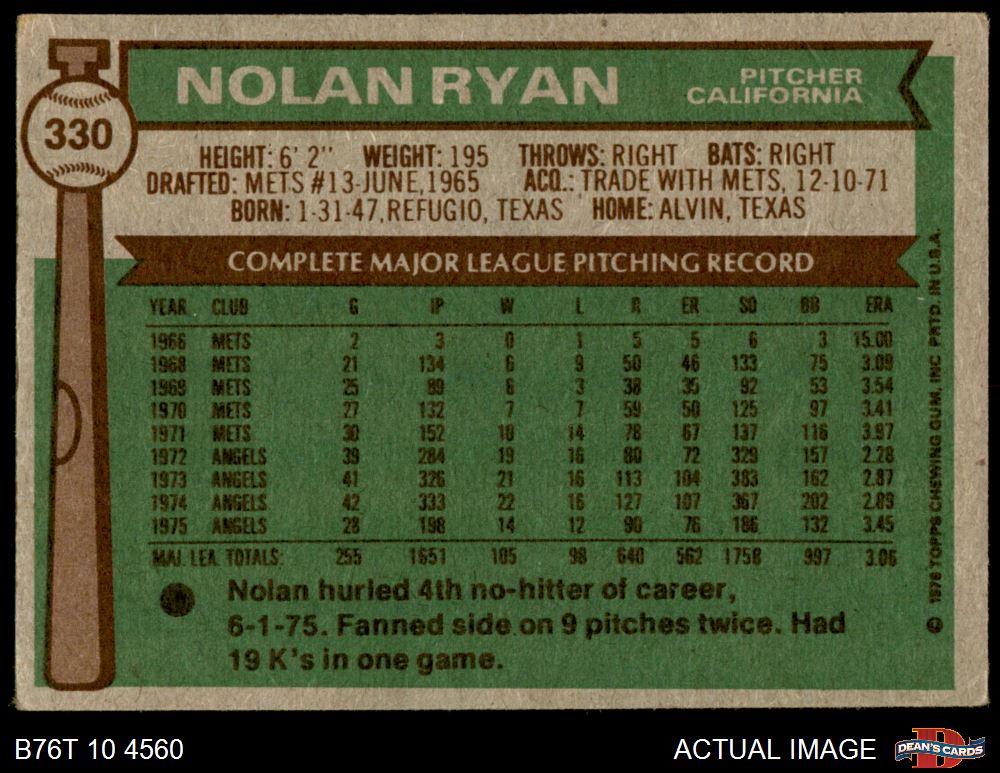 NOLAN RYAN
PITCHER
CALIFORNIA
330
HEIGHT: 6' 2" WEIGHT: 195 THROWS: RIGHT BATS: RIGHT
DRAFTED: METS #13-JUNE, 1965 ACQ.: TRADE WITH METS, 12-10-71
BORN: 1-31-47, REFUGIO, TEXAS HOME: ALVIN, TEXAS
COMPLETE MAJOR LEAGUE PITCHING RECORD
YEAR CLUB G IP W L R ER SO BB ERA
1966 METS 2 3 0 1 5 5 6 3 15.00
1968 METS 21 134 6 9 50 46 133 75 3.09
1969 METS 25 89 6 3 38 35 92 53 3.54
1970 METS 27 132 7 7 59 50 125 97 3.41
1971 METS 30 152 10 14 78 67 137 116 3.97
1972 ANGELS 39 284 19 16 80 72 329 157 2.28
1973 ANGELS 41 326 21 16 113 104 383 162 2.87
1974 ANGELS 42 333 22 16 127 107 367 202 2.89
1975 ANGELS 28 198 14 12 90 76 186 132 3.45
MAJ. LEA. TOTALS: 255 1651 105 98 640 562 1758 997 3.06
Nolan hurled 4th no-hitter of career,
6-1-75. Fanned side on 9 pitches twice. Had
19 K's in one game.
© 1976 TOPPS CHEWING GUM, INC PRTD. IN U.S.A.
B76T 10 4560
ACTUAL IMAGE
DEAN'S CARDS